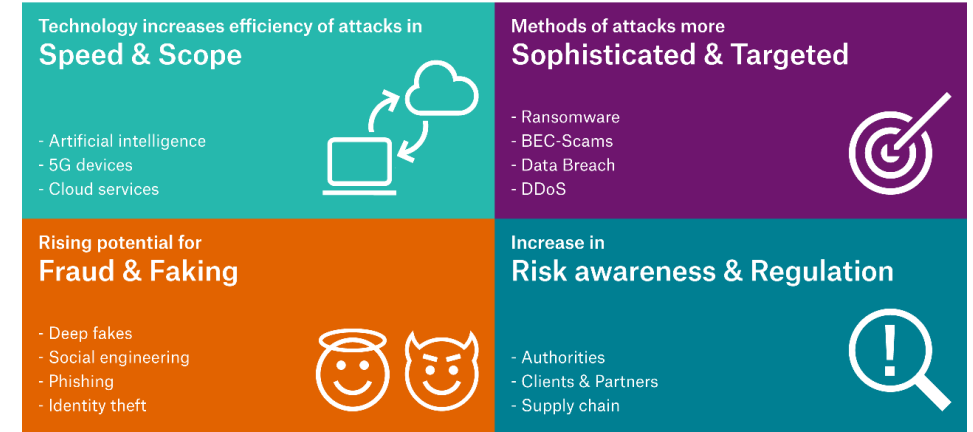 Technology increases efficiency of attacks in
Speed & Scope
- Artificial intelligence
- 5G devices
- Cloud services
Methods of attacks more
Sophisticated & Targeted
- Ransomware
- BEC-Scams
- Data Breach
- DDoS
Rising potential for
Fraud & Faking
- Deep fakes
- Social engineering
- Phishing
- Identity theft
Increase in
Risk awareness & Regulation
- Authorities
- Clients & Partners
- Supply chain